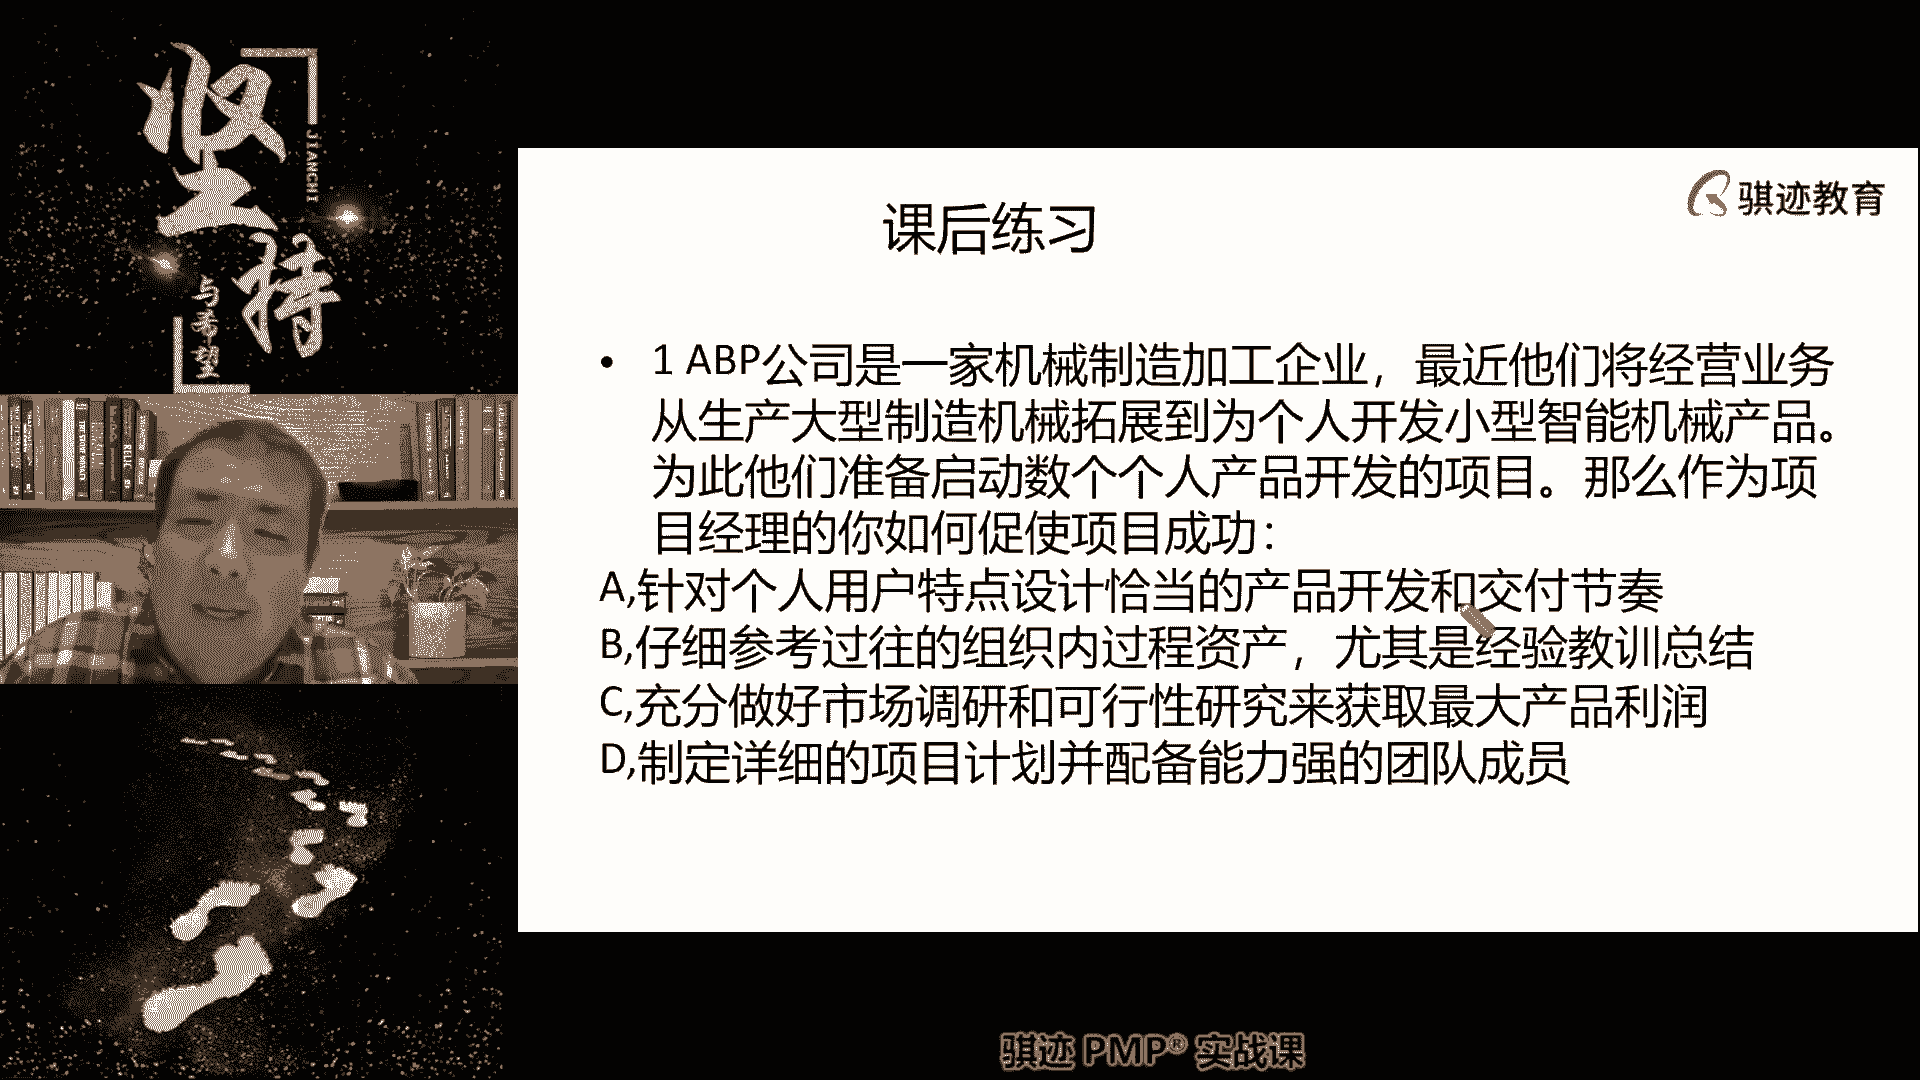 坚持
JIANCHI
与希望
骐迹教育
课后练习
• 1 ABP公司是一家机械制造加工企业，最近他们将经营业务
从生产大型制造机械拓展到为个人开发小型智能机械产品。
为此他们准备启动数个个人产品开发的项目。那么作为项
目经理的你如何促使项目成功：
A,针对个人用户特点设计恰当的产品开发和交付节奏
B,仔细参考过往的组织内过程资产，尤其是经验教训总结
C,充分做好市场调研和可行性研究来获取最大产品利润
D,制定详细的项目计划并配备能力强的团队成员
骐迹 PMP® 实战课